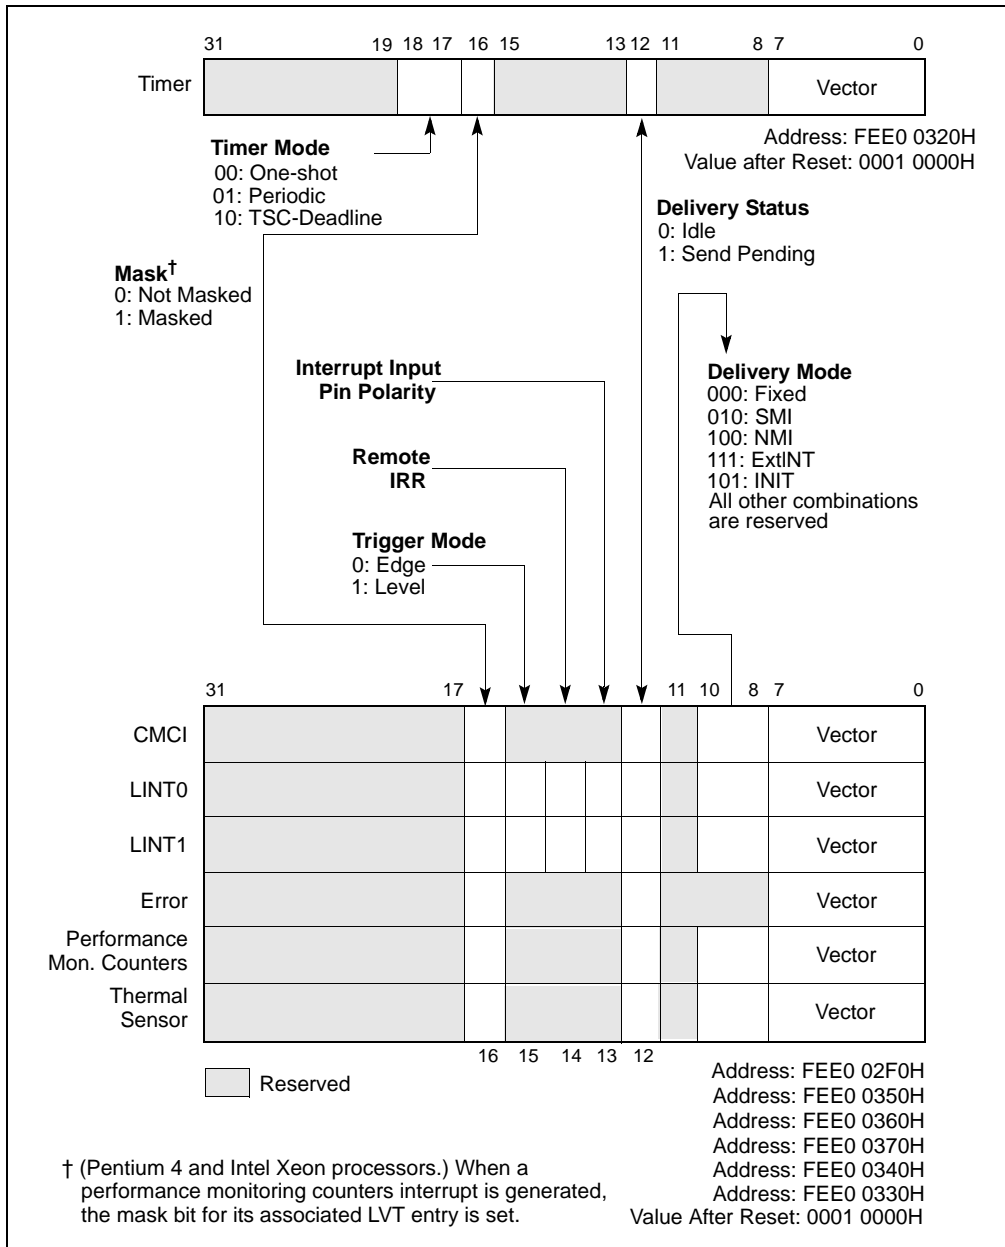 31 19 18 17 16 15 13 12 11 8 7 0
Timer Vector
Address: FEE0 0320H
Value after Reset: 0001 0000H
Timer Mode
00: One-shot
01: Periodic
10: TSC-Deadline
Delivery Status
0: Idle
1: Send Pending
Mask†
0: Not Masked
1: Masked
Interrupt Input
Pin Polarity
Delivery Mode
000: Fixed
010: SMI
100: NMI
111: ExtlNT
101: INIT
All other combinations
are reserved
Remote
IRR
Trigger Mode
0: Edge
1: Level
31 17 11 10 8 7 0
CMCI Vector
LINT0 Vector
LINT1 Vector
Error Vector
Performance
Mon. Counters Vector
Thermal
Sensor Vector
16 15 14 13 12
Reserved
Address: FEE0 02F0H
Address: FEE0 0350H
Address: FEE0 0360H
Address: FEE0 0370H
Address: FEE0 0340H
Address: FEE0 0330H
Value After Reset: 0001 0000H
† (Pentium 4 and Intel Xeon processors.) When a
performance monitoring counters interrupt is generated,
the mask bit for its associated LVT entry is set.